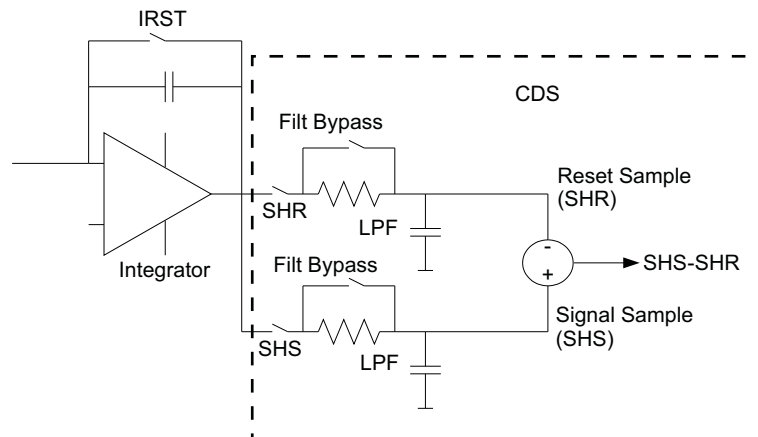 IRST
CDS
Filt Bypass
Reset Sample
(SHR)
SHR
LPF
-
+
SHS-SHR
Integrator
Filt Bypass
Signal Sample
(SHS)
SHS
LPF